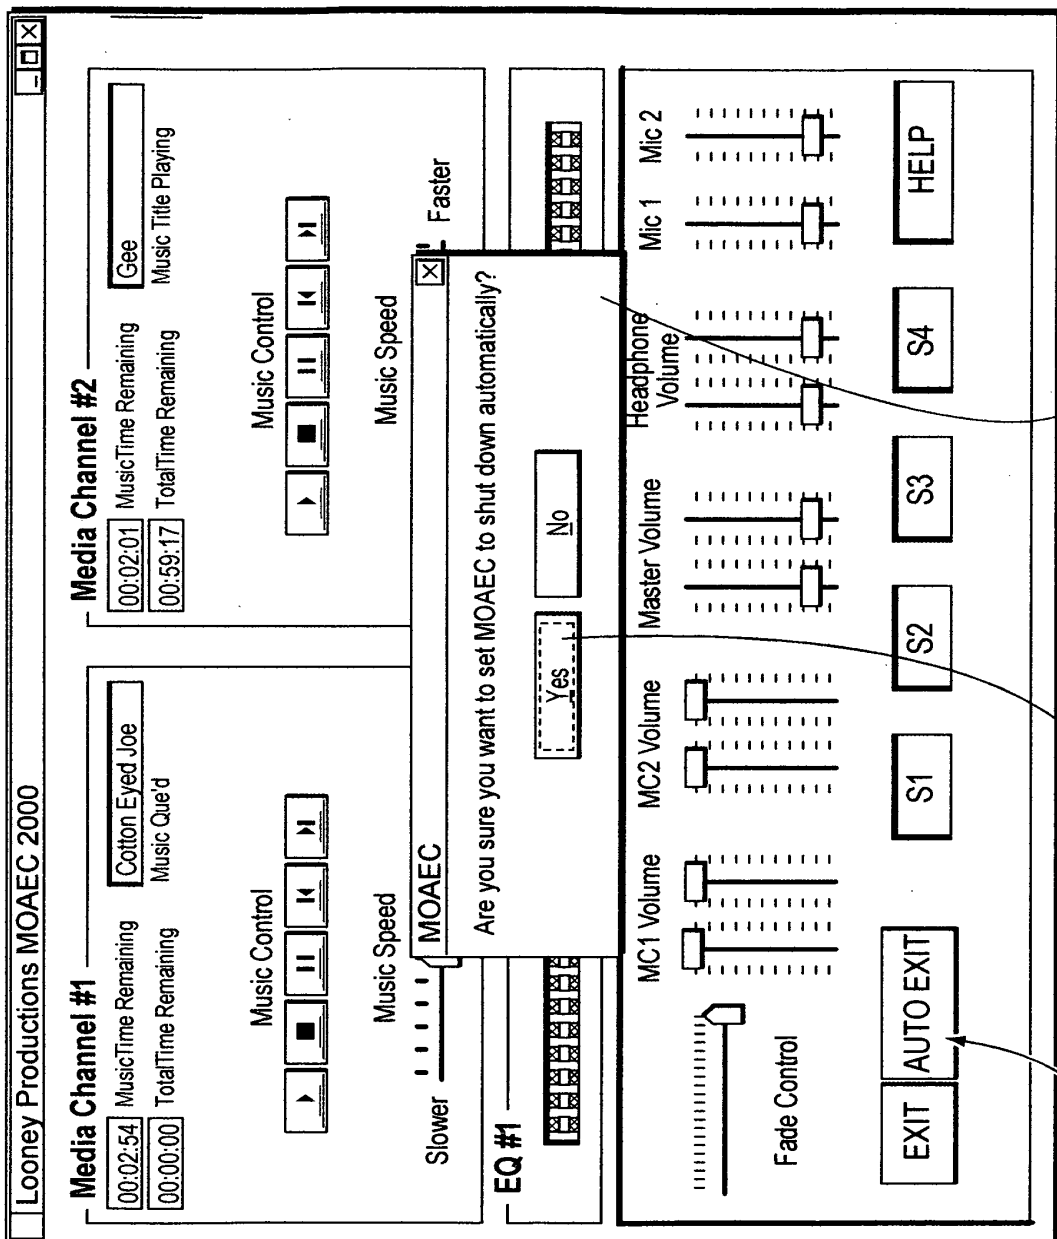 Looney Productions MOAEC 2000
Media Channel #1
00:02:54 MusicTime Remaining
Cotton Eyed Joe
00:00:00 TotalTime Remaining
Music Que'd
Music Control
Music Speed
Slower
Media Channel #2
00:02:01 MusicTime Remaining
Gee
00:59:17 TotalTime Remaining
Music Title Playing
Music Control
Music Speed
Faster
EQ #1
MOAEC
Are you sure you want to set MOAEC to shut down automatically?
Yes
No
Fade Control
MC1 Volume
MC2 Volume
Master Volume
Headphone
Volume
Mic 1
Mic 2
EXIT
AUTO EXIT
S1
S2
S3
S4
HELP